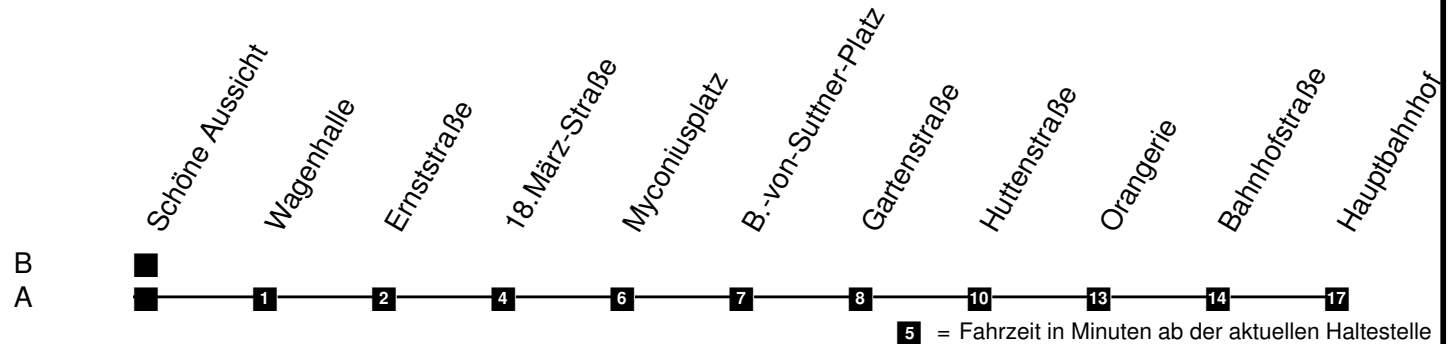 Schöne Aussicht
Wagenhalle
Ernststraße
18.März-Straße
Myconiusplatz
B.-von-Suttner-Platz
Gartenstraße
Huttenstraße
Orangerie
Bahnhofstraße
Hauptbahnhof
B
A 1 2 4 6 7 8 10 13 14 17
5 = Fahrzeit in Minuten ab der aktuellen Haltestelle